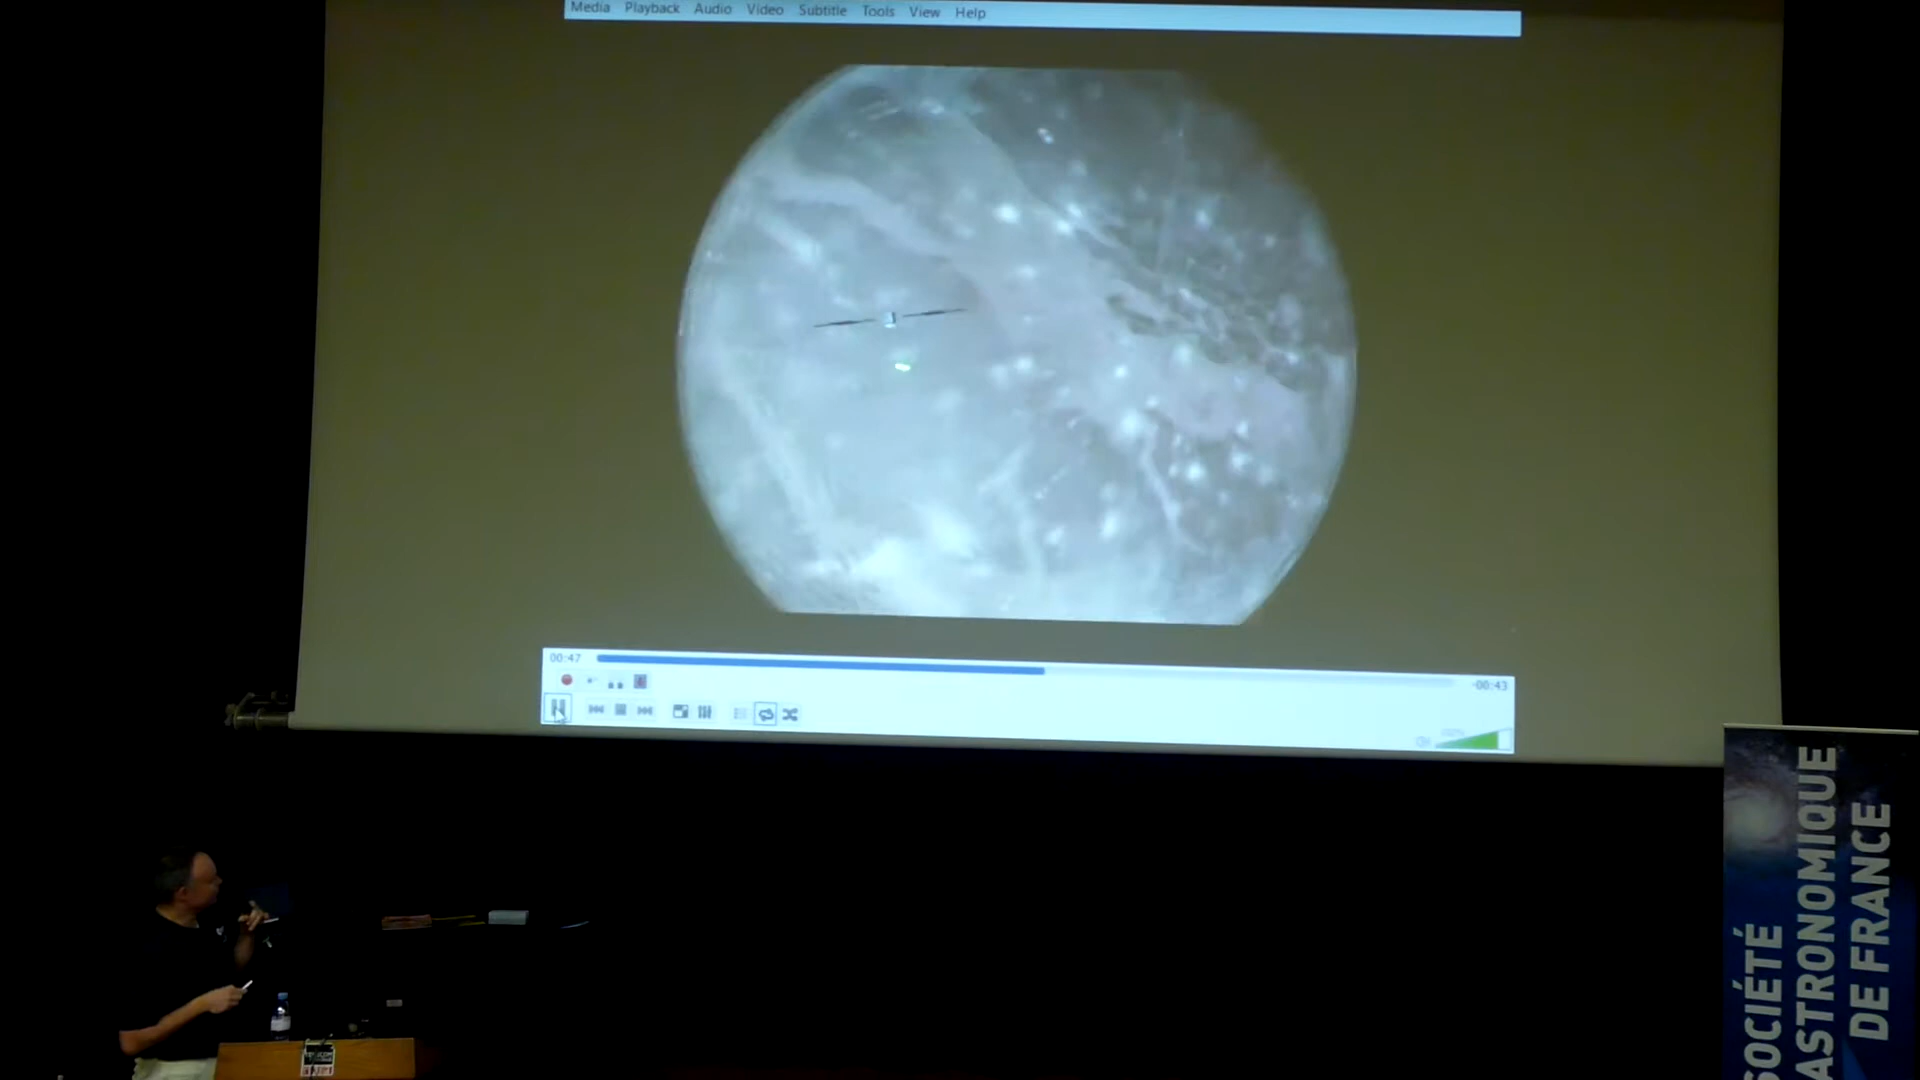 Media Playback Audio Video Subtitle Tools View Help
00:47
-00:43
SOCIÉTÉ
ASTRONOMIQUE
DE FRANCE